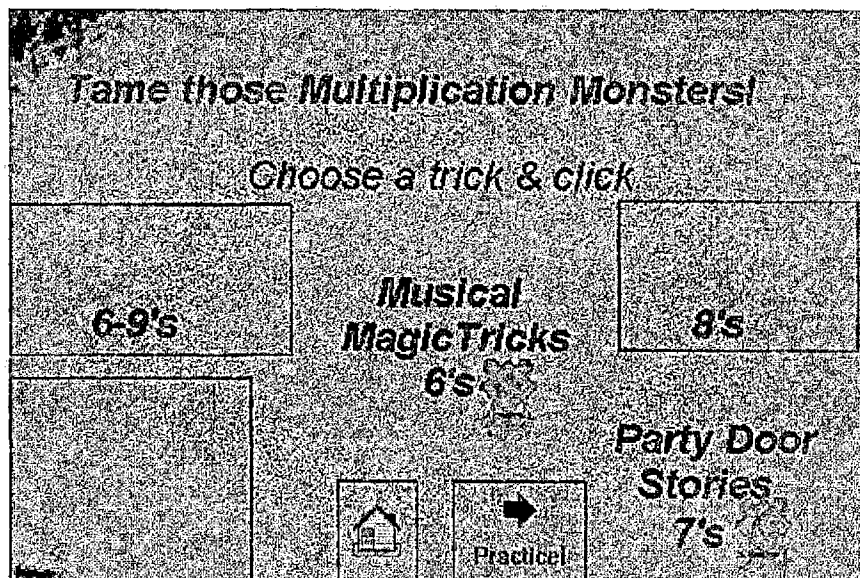 Tame those Multiplication Monsters!
Choose a trick & click
6-9's
Musical
MagicTricks
6's
8's
Party Door
Stories
7's
Practice!